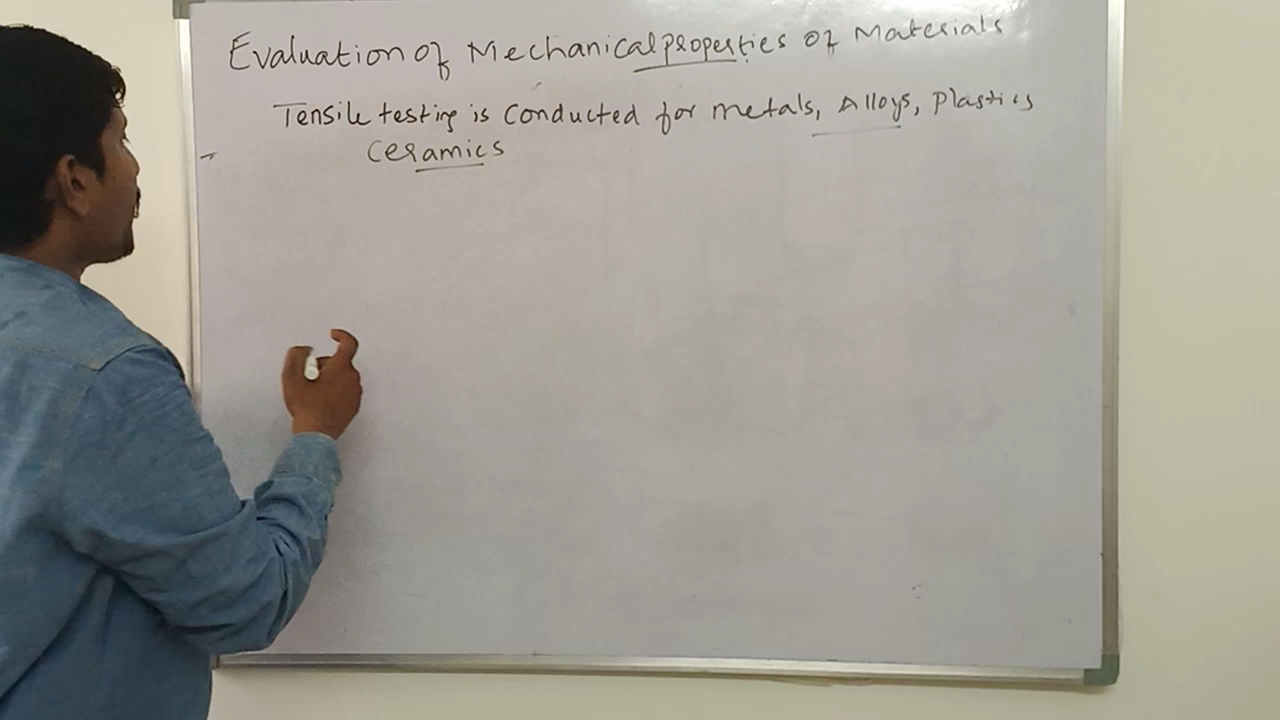 Evaluation of Mechanical properties of Materials
Tensile testing is conducted for metals, Alloys, Plastics
Ceramics